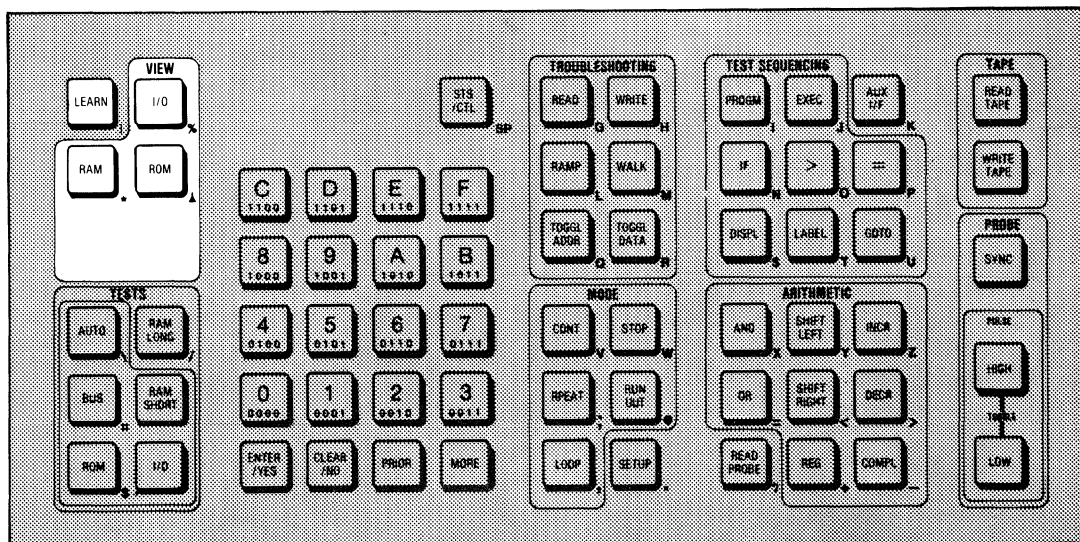 VIEW
LEARN !
I/O %
RAM *
ROM
TESTS
AUTO \
RAM LONG /
BUS #
RAM SHORT
ROM $
I/O
STS /CTL SP
C 1100
D 1101
E 1110
F 1111
8 1000
9 1001
A 1010
B 1011
4 0100
5 0101
6 0110
7 0111
0 0000
1 0001
2 0010
3 0011
ENTER /YES
CLEAR /NO
PRIOR
MORE
TROUBLESHOOTING
READ G
WRITE H
RAMP L
WALK M
TOGGL ADDR Q
TOGGL DATA R
MODE
CONT V
STOP W
RPEAT ;
RUN UUT @
LOOP ,
SETUP .
TEST SEQUENCING
PROGM I
EXEC J
AUX I/F K
IF N
> O
= P
DISPL S
LABEL T
GOTO U
ARITHMETIC
AND X
SHIFT LEFT Y
INCR Z
OR =
SHIFT RIGHT <
DECR >
READ PROBE ?
REG +
COMPL –
TAPE
READ TAPE
WRITE TAPE
PROBE
SYNC
PULSE
HIGH
TOGGLE
LOW